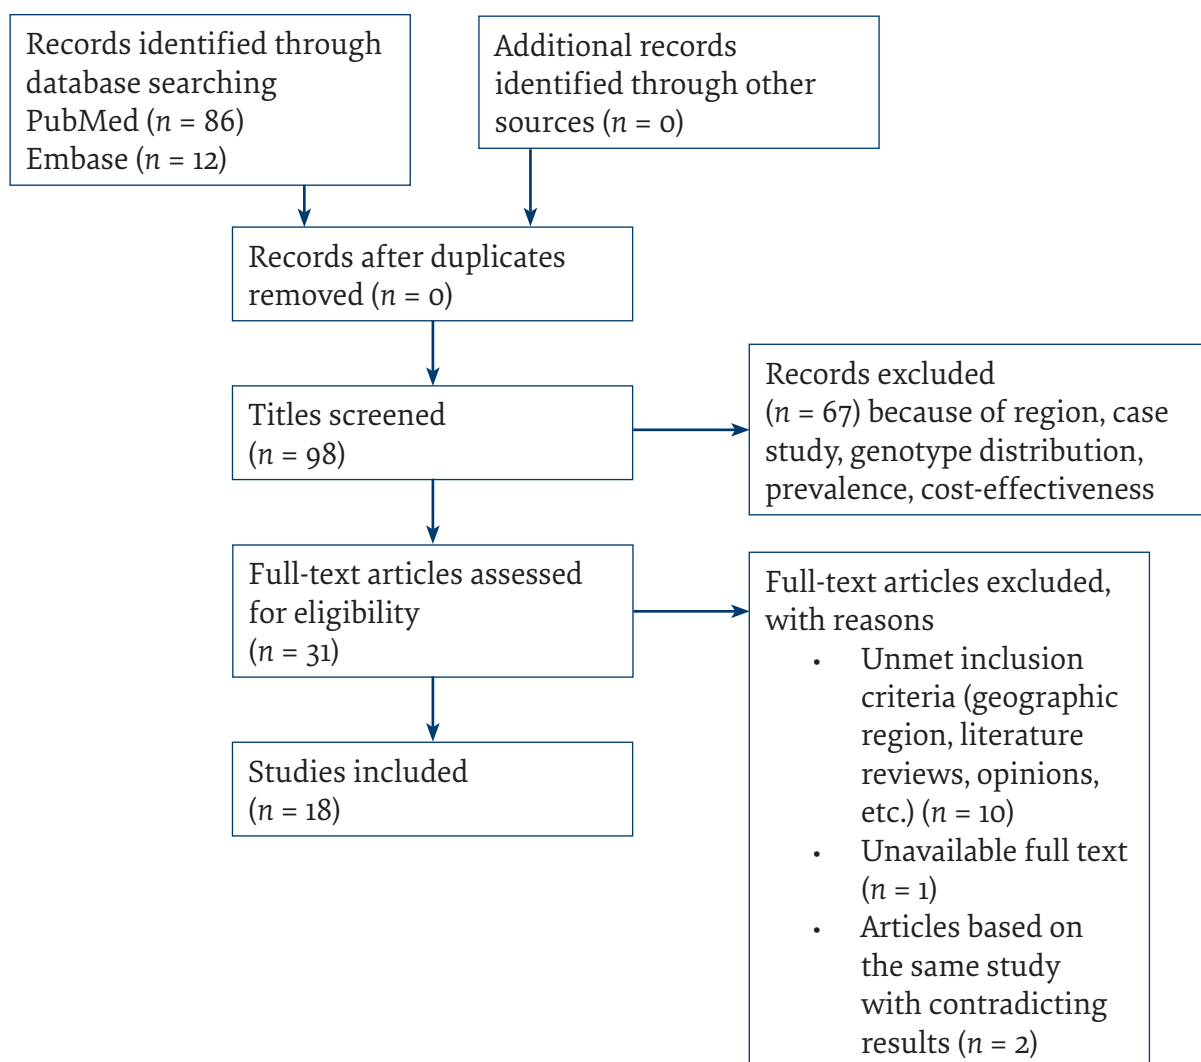 Records identified through
database searching
PubMed (n = 86)
Embase (n = 12)
Additional records
identified through other
sources (n = 0)
Records after duplicates
removed (n = 0)
Titles screened
(n = 98)
Records excluded
(n = 67) because of region, case
study, genotype distribution,
prevalence, cost-effectiveness
Full-text articles assessed
for eligibility
(n = 31)
Full-text articles excluded,
with reasons
• Unmet inclusion
criteria (geographic
region, literature
reviews, opinions,
etc.) (n = 10)
• Unavailable full text
(n = 1)
• Articles based on
the same study
with contradicting
results (n = 2)
Studies included
(n = 18)